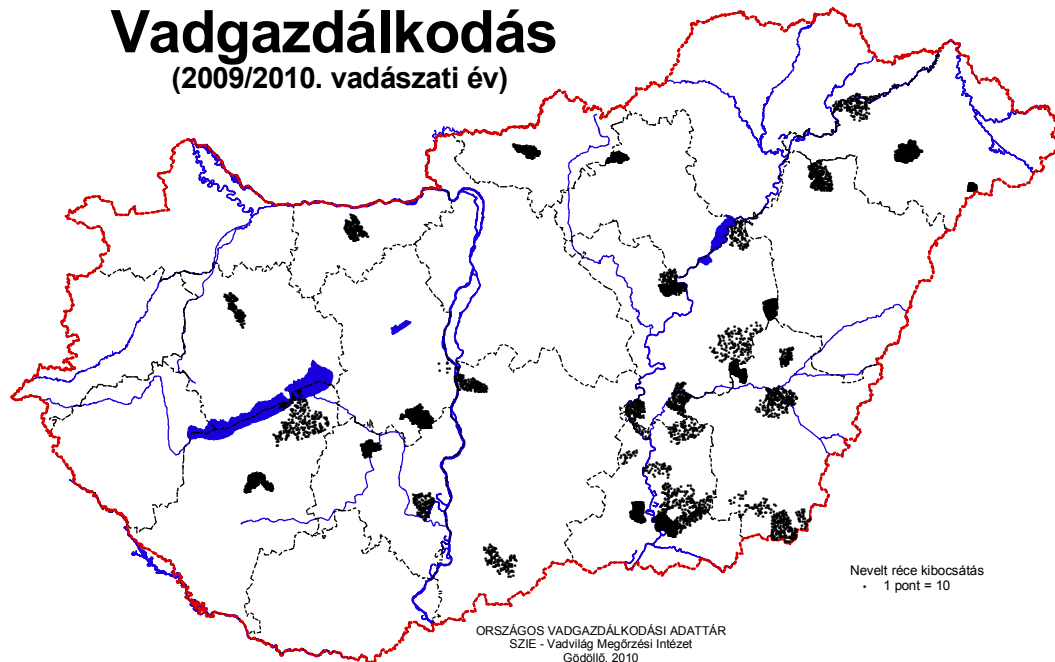 Vadgazdálkodás
(2009/2010. vadászati év)
Nevelt réce kibocsátás
· 1 pont = 10
ORSZÁGOS VADGAZDÁLKODÁSI ADATTÁR
SZIE - Vadvilág Megőrzési Intézet
Gödöllő, 2010